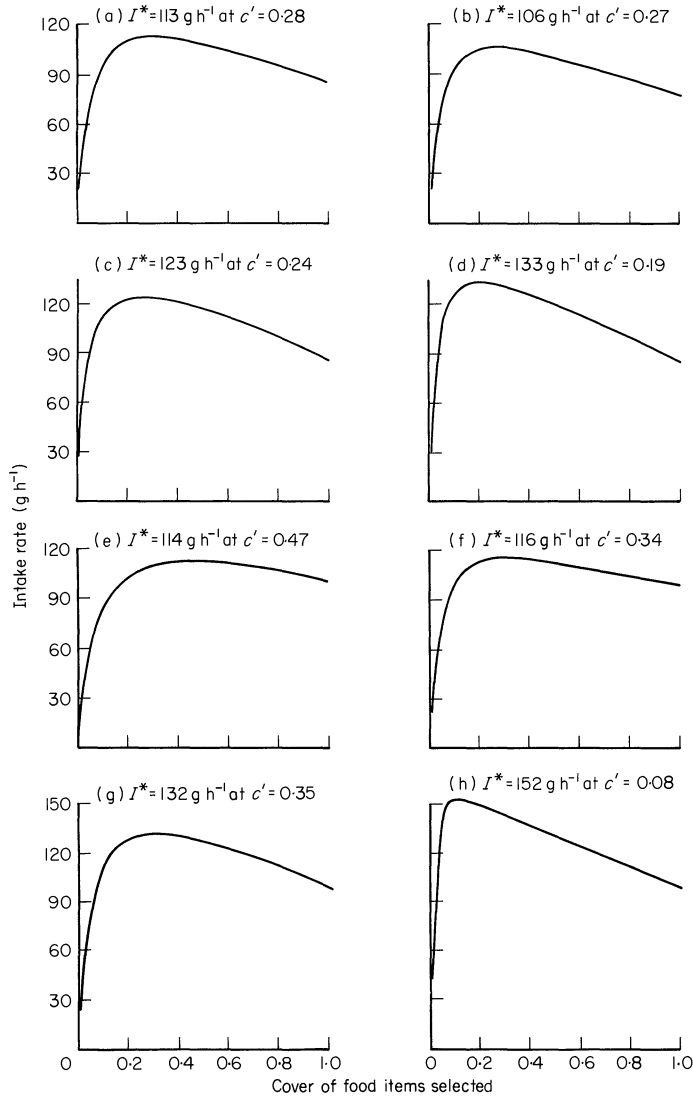 (a) I*=113 g h⁻¹ at c′=0·28
(b) I*=106 g h⁻¹ at c′=0·27
120
90
30
(c) I*=123 g h⁻¹ at c′=0·24
(d) I*=133 g h⁻¹ at c′=0·19
120
90
60
30
Intake rate (g h⁻¹)
(e) I*=114 g h⁻¹ at c′=0·47
(f) I*=116 g h⁻¹ at c′=0·34
120
90
60
30
(g) I*=132 g h⁻¹ at c′=0·35
(h) I*=152 g h⁻¹ at c′=0·08
150
120
90
60
30
0 0·2 0·4 0·6 0·8 1·0
0 0·2 0·4 0·6 0·8 1·0
Cover of food items selected